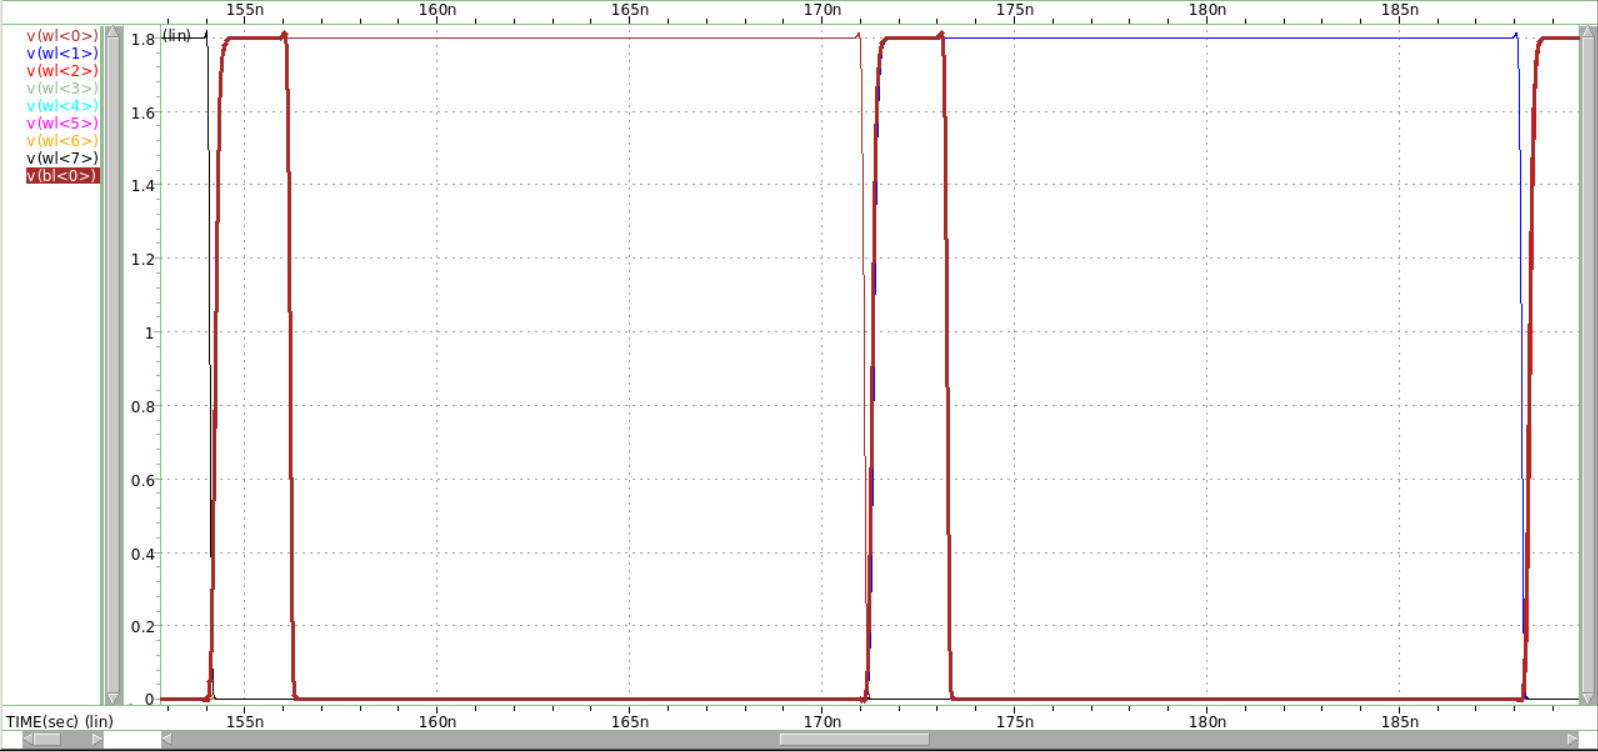 155n 160n 165n 170n 175n 180n 185n
v(wl<0>)
v(wl<1>)
v(wl<2>)
v(wl<3>)
v(wl<4>)
v(wl<5>)
v(wl<6>)
v(wl<7>)
v(bl<0>)
(lin)
1.8
1.6
1.4
1.2
1
0.8
0.6
0.4
0.2
0
TIME(sec) (lin) 155n 160n 165n 170n 175n 180n 185n